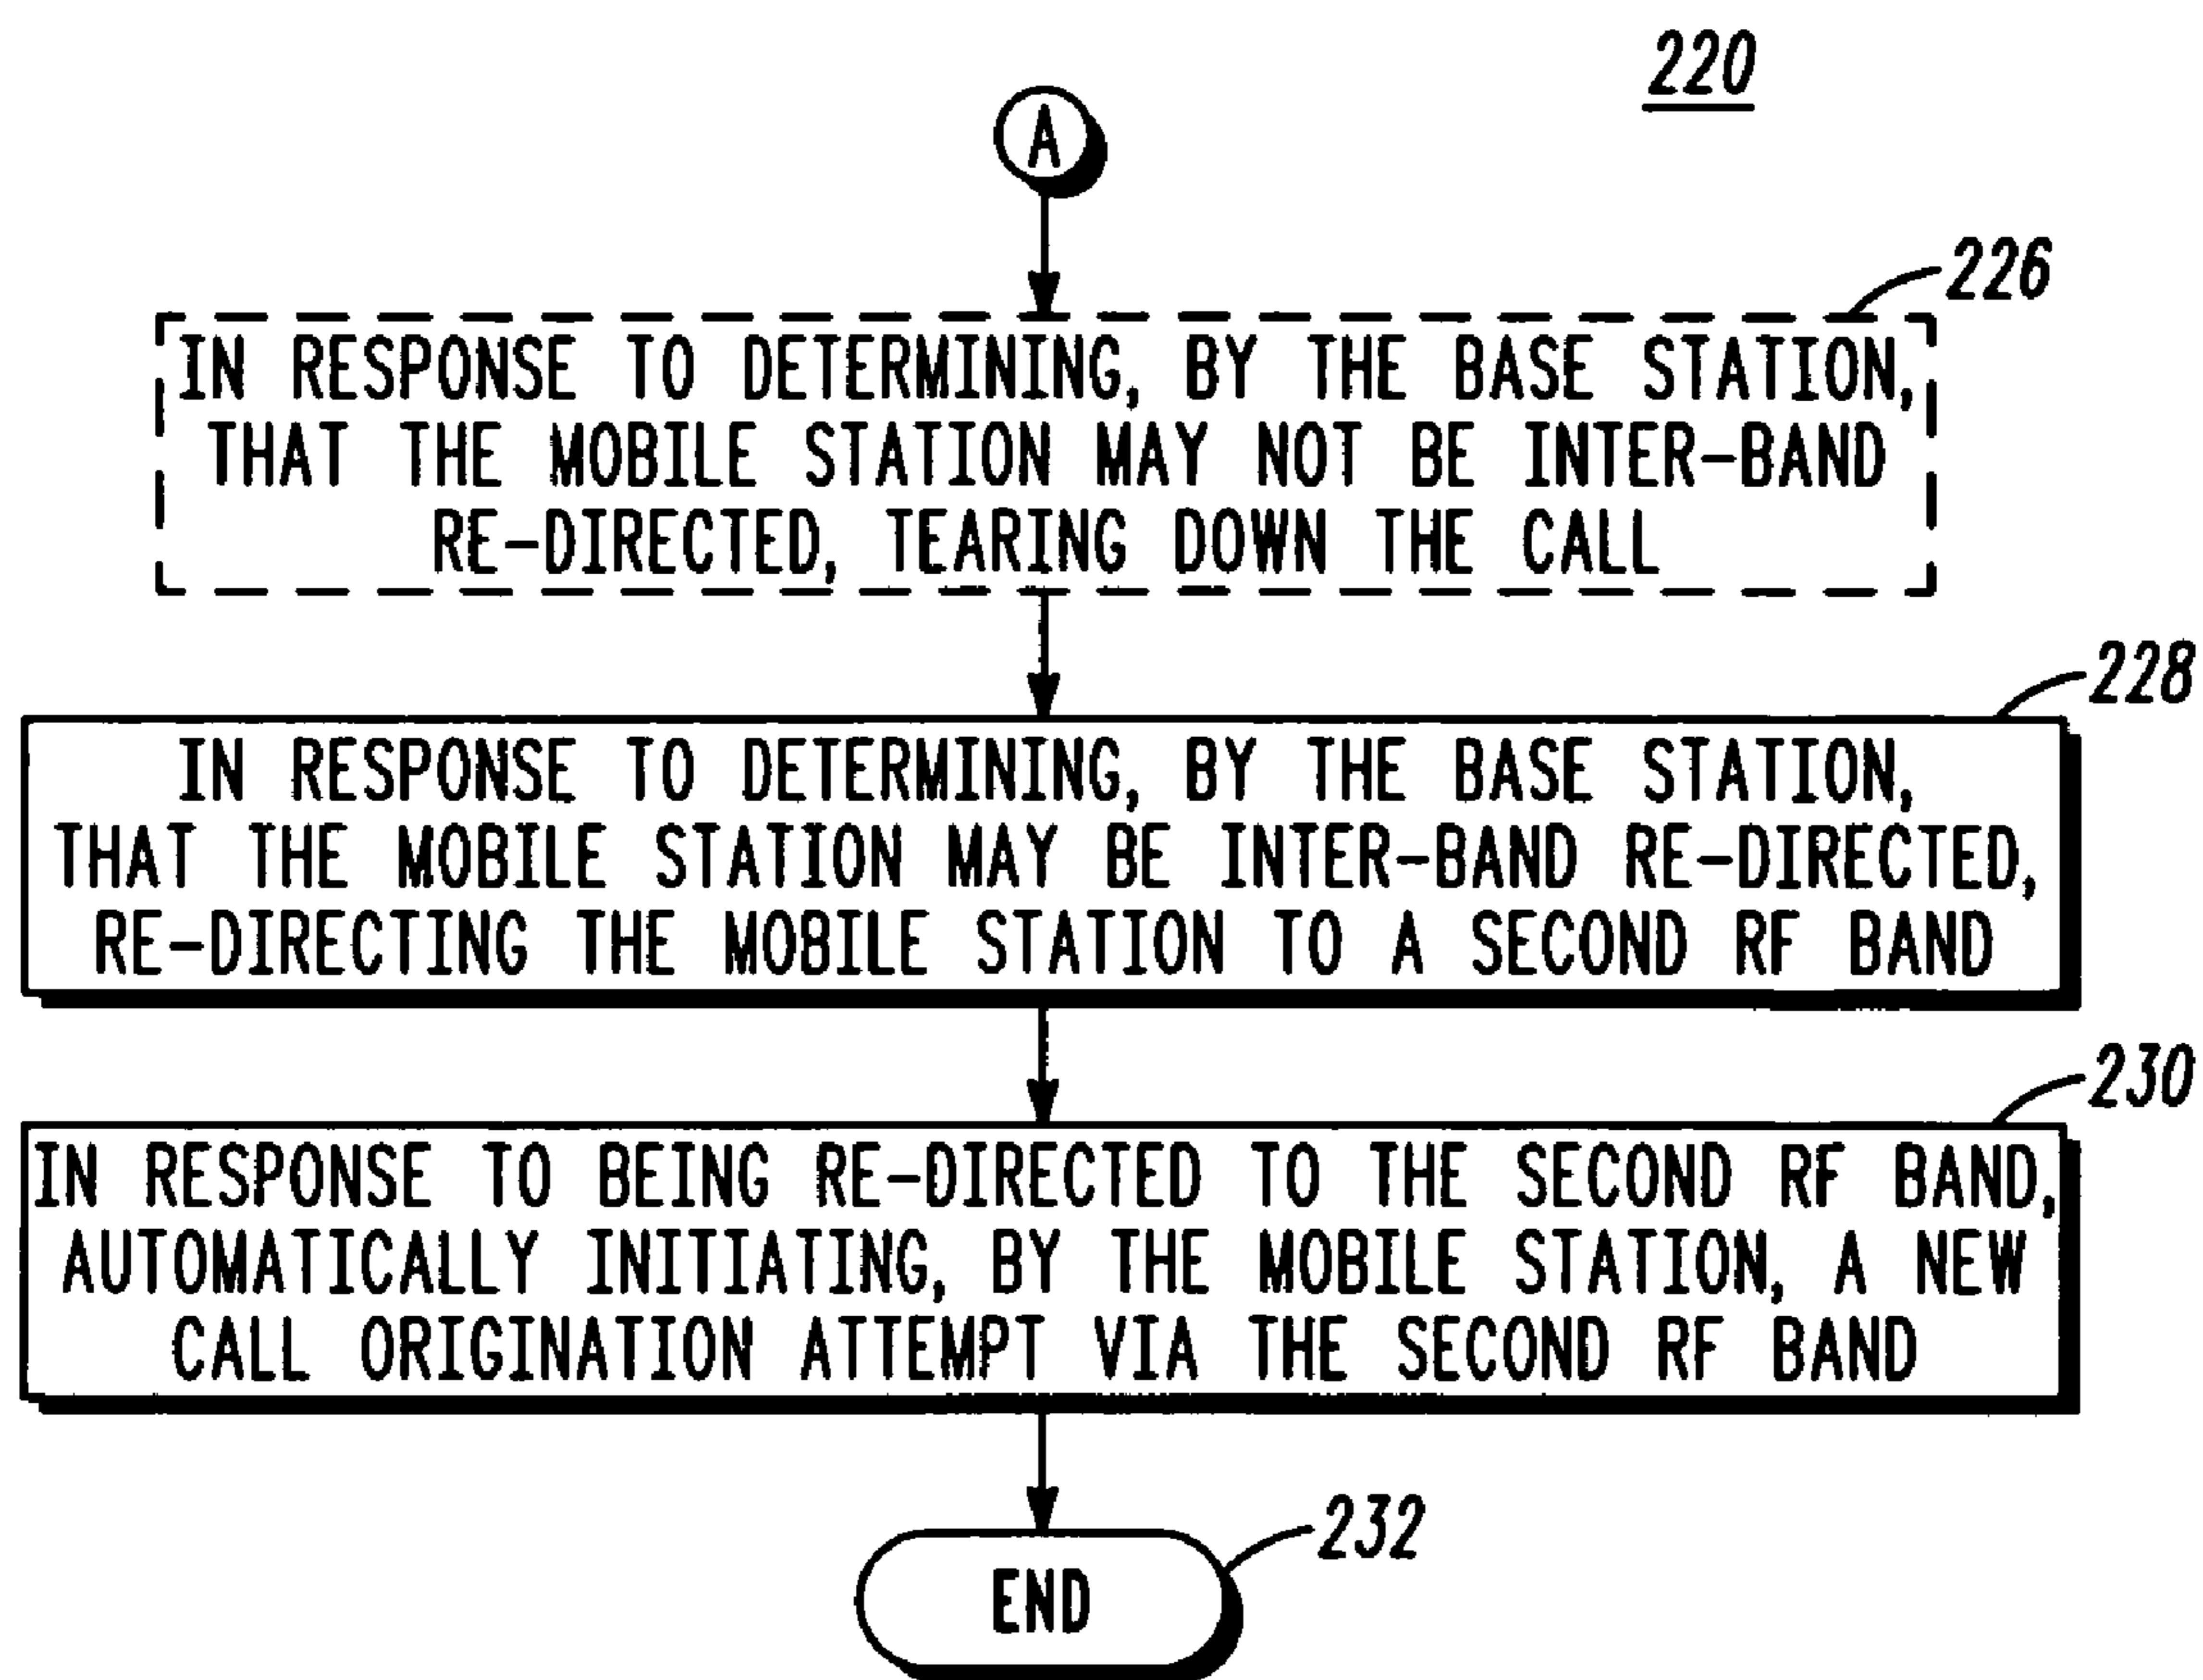 220
A
226
IN RESPONSE TO DETERMINING, BY THE BASE STATION,
THAT THE MOBILE STATION MAY NOT BE INTER-BAND
RE-DIRECTED, TEARING DOWN THE CALL
228
IN RESPONSE TO DETERMINING, BY THE BASE STATION,
THAT THE MOBILE STATION MAY BE INTER-BAND RE-DIRECTED,
RE-DIRECTING THE MOBILE STATION TO A SECOND RF BAND
230
IN RESPONSE TO BEING RE-DIRECTED TO THE SECOND RF BAND,
AUTOMATICALLY INITIATING, BY THE MOBILE STATION, A NEW
CALL ORIGINATION ATTEMPT VIA THE SECOND RF BAND
232
END